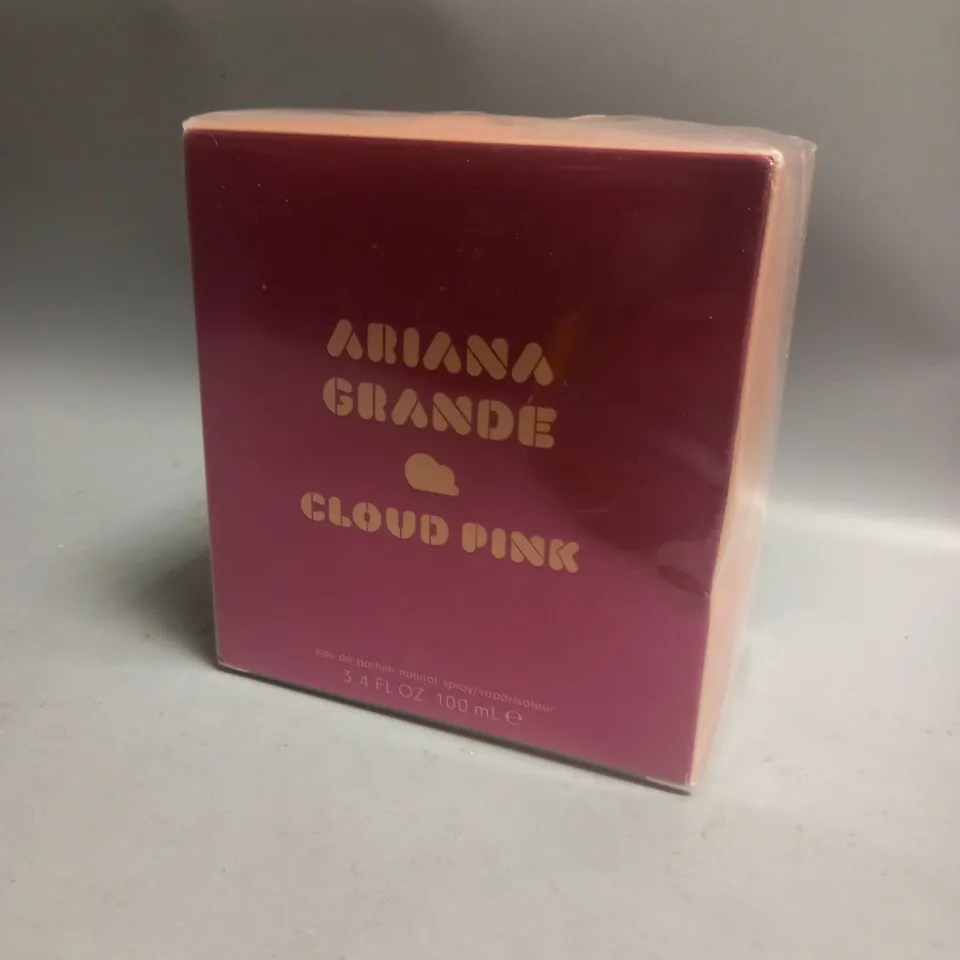 ARIANA
GRANDE
CLOUD PINK
eau de parfum natural spray/vaporisateur
3.4 FL OZ 100 mL ℮